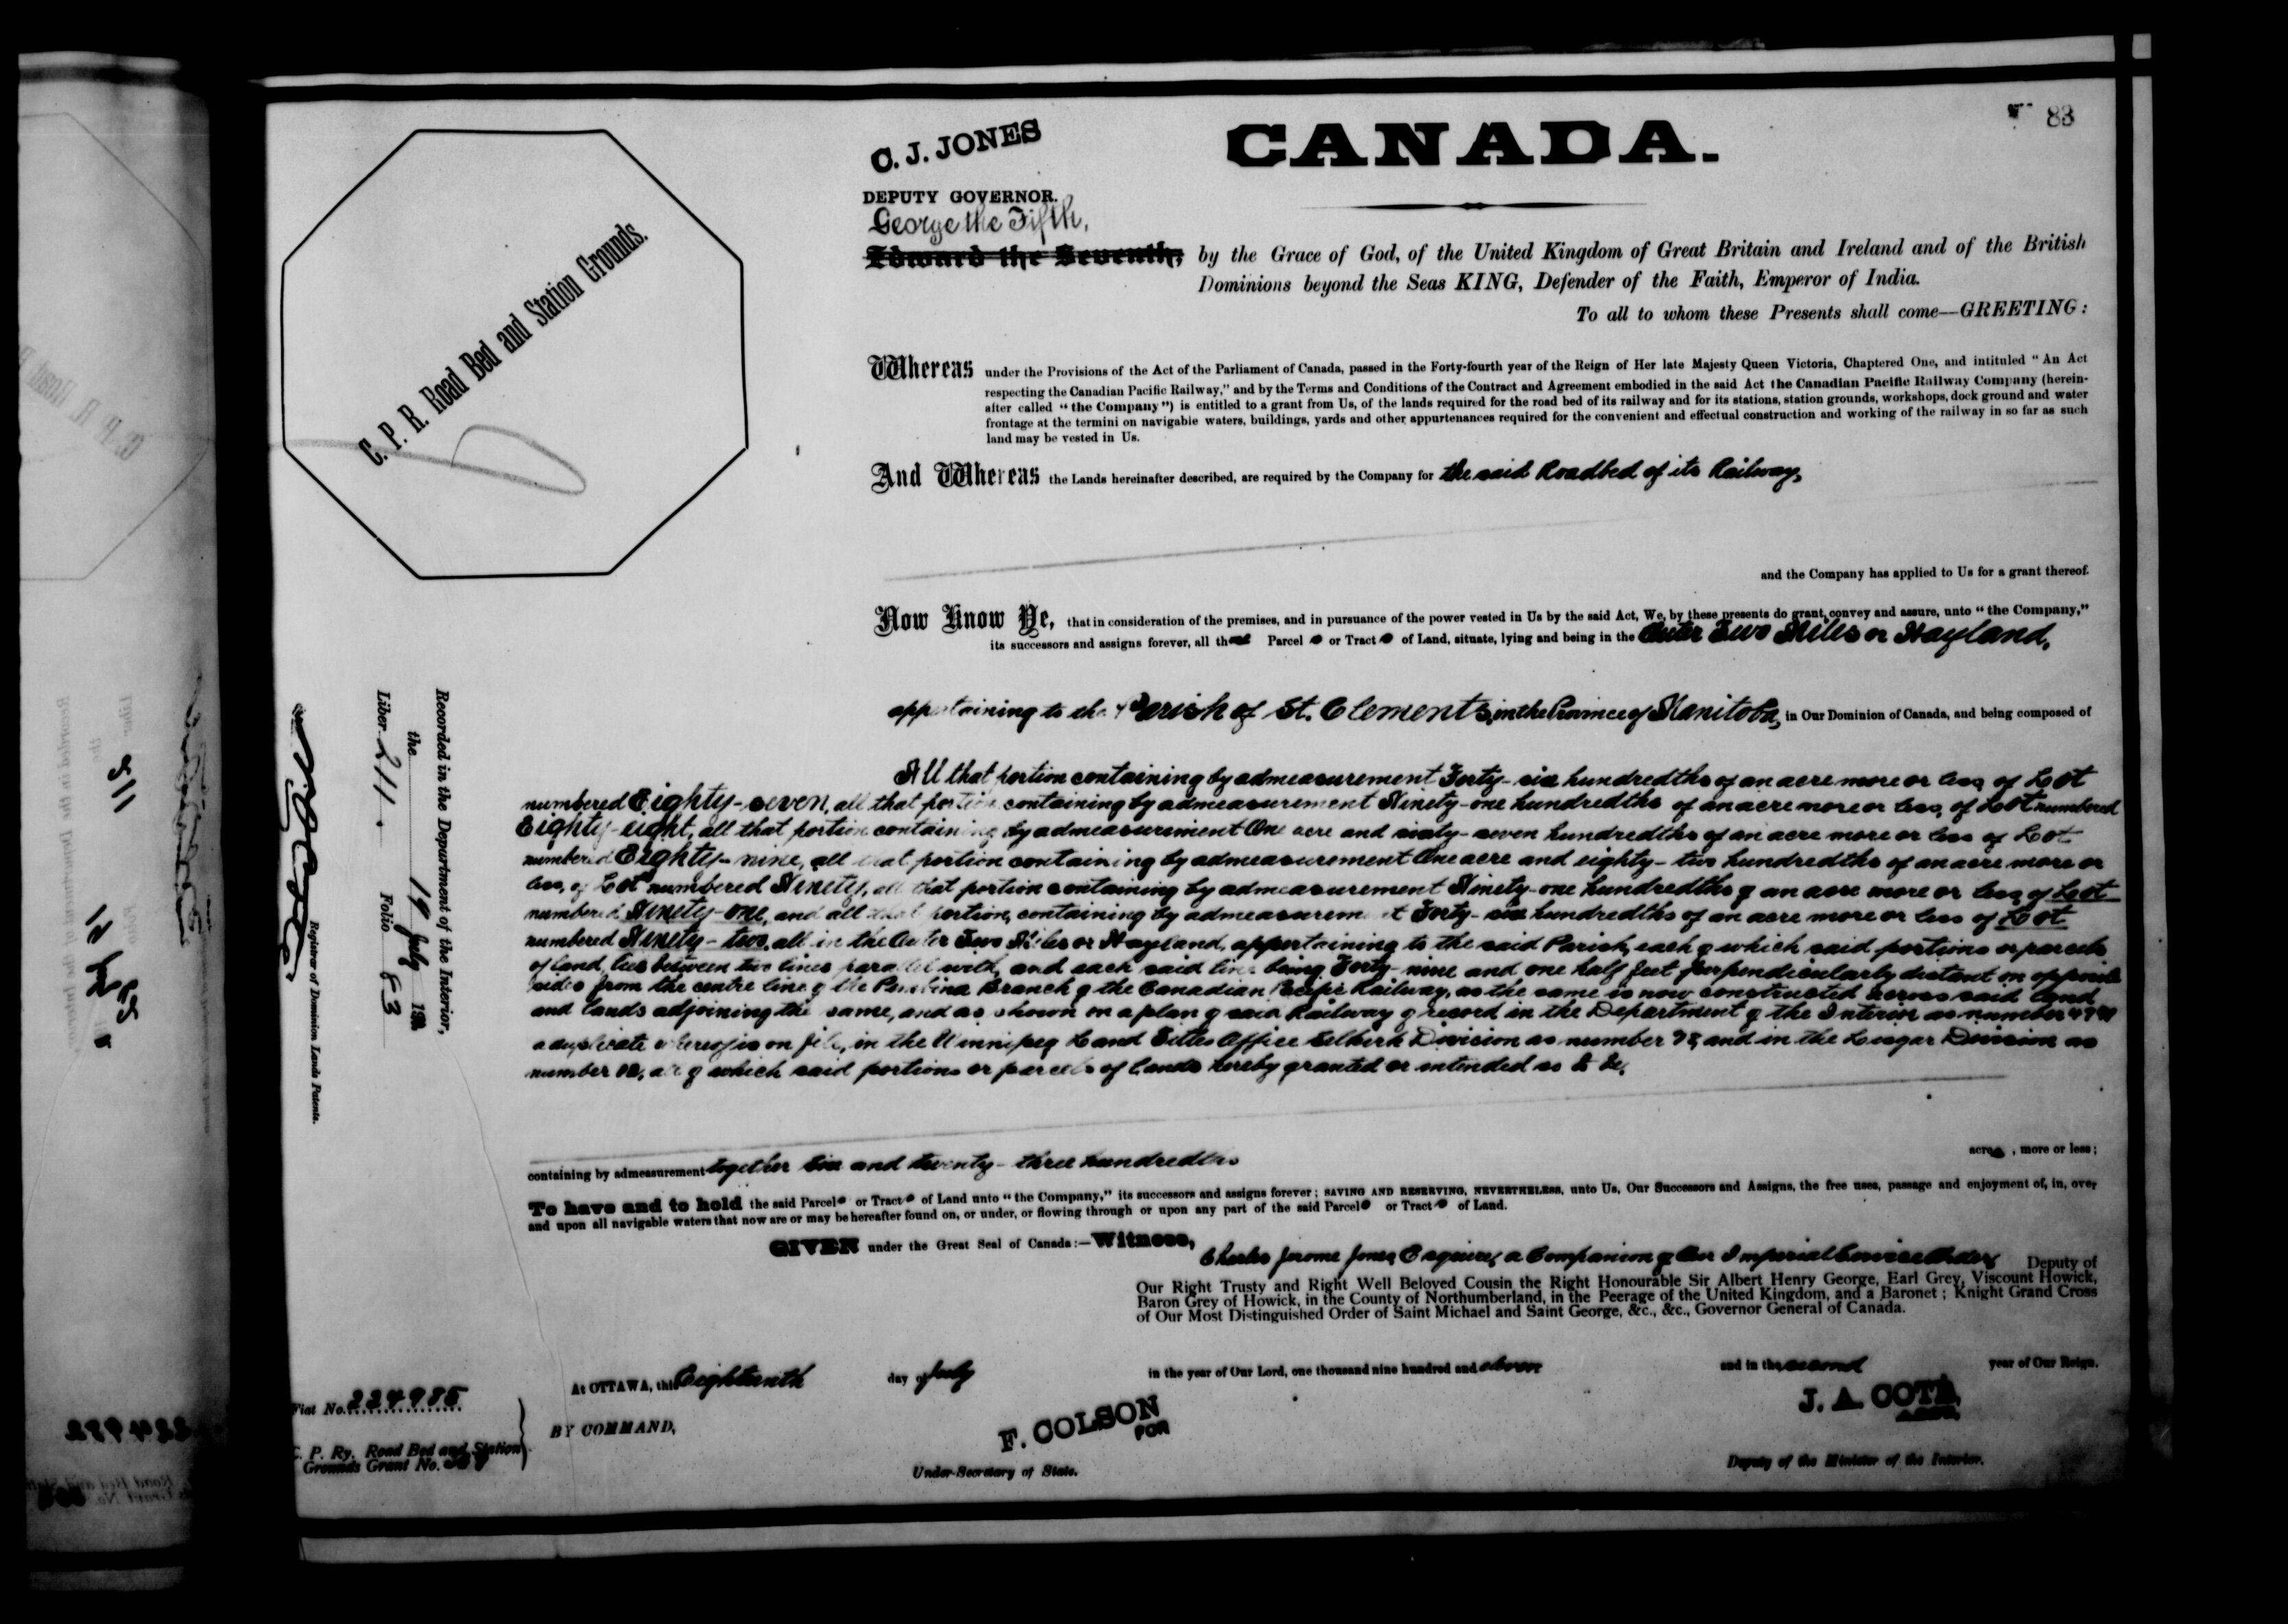 83
C. J. JONES
CANADA.
DEPUTY GOVERNOR.
George the Fifth,
Edward the Seventh, by the Grace of God, of the United Kingdom of Great Britain and Ireland and of the British
Dominions beyond the Seas KING, Defender of the Faith, Emperor of India.
To all to whom these Presents shall come—GREETING:
C. P. R. Road Bed and Station Grounds.
Whereas under the Provisions of the Act of the Parliament of Canada, passed in the Forty-fourth year of the Reign of Her late Majesty Queen Victoria, Chaptered One, and intituled "An Act
respecting the Canadian Pacific Railway," and by the Terms and Conditions of the Contract and Agreement embodied in the said Act the Canadian Pacific Railway Company (herein-
after called "the Company") is entitled to a grant from Us, of the lands required for the road bed of its railway and for its stations, station grounds, workshops, dock ground and water
frontage at the termini on navigable waters, buildings, yards and other appurtenances required for the convenient and effectual construction and working of the railway in so far as such
land may be vested in Us.
And Whereas the Lands hereinafter described, are required by the Company for the said Roadbed of its Railway,
and the Company has applied to Us for a grant thereof.
Now Know Ye, that in consideration of the premises, and in pursuance of the power vested in Us by the said Act, We, by these presents do grant, convey and assure, unto "the Company,"
its successors and assigns forever, all those Parcels or Tracts of Land, situate, lying and being in the Outer Two Miles or Hayland,
appertaining to the Parish of St. Clements, in the Province of Manitoba, in Our Dominion of Canada, and being composed of
All that portion containing by admeasurement Forty-six hundredths of an acre more or less, of Lot
numbered Eighty-seven, all that portion containing by admeasurement Ninety-one hundredths of an acre more or less, of Lot numbered
Eighty-eight, all that portion containing by admeasurement One acre and sixty-seven hundredths of an acre more or less of Lot
numbered Eighty-nine, all that portion containing by admeasurement One acre and eighty-two hundredths of an acre more or
less, of Lot numbered Ninety, all that portion containing by admeasurement Ninety-one hundredths of an acre more or less, of Lot
numbered Ninety-one, and all that portion, containing by admeasurement Forty-six hundredths of an acre more or less of Lot
numbered Ninety-two, all in the Outer Two Miles or Hayland, appertaining to the said Parish, each of which said portions or parcels
of land, lies between two lines parallel with, and each said line being Forty-nine and one half feet perpendicularly distant on opposite
sides from the centre line of the Pembina Branch of the Canadian Pacific Railway, as the same is now constructed across said land
and lands adjoining the same, and as shown on a plan of said Railway of record in the Department of the Interior as number
a duplicate whereof is on file, in the Winnipeg Land Titles Office Selkirk Division as number and in the Lisgar Division as
number all of which said portions or parcels of lands hereby granted or intended so to be,
containing by admeasurement together Six and twenty-three hundredths acres, more or less;
To have and to hold the said Parcels or Tracts of Land unto "the Company," its successors and assigns forever; SAVING AND RESERVING, NEVERTHELESS, unto Us, Our Successors and Assigns, the free uses, passage and enjoyment of, in, over
and upon all navigable waters that now are or may be hereafter found on, or under, or flowing through or upon any part of the said Parcels or Tracts of Land.
GIVEN under the Great Seal of Canada:—Witness, Charles Jerome Jones, Esquire, a Companion of Our Imperial Service Order, Deputy of
Our Right Trusty and Right Well Beloved Cousin the Right Honourable Sir Albert Henry George, Earl Grey, Viscount Howick,
Baron Grey of Howick, in the County of Northumberland, in the Peerage of the United Kingdom, and a Baronet; Knight Grand Cross
of Our Most Distinguished Order of Saint Michael and Saint George, &c., &c., Governor General of Canada.
At OTTAWA, this Eighteenth day of July in the year of Our Lord, one thousand nine hundred and eleven and in the second year of Our Reign.
BY COMMAND,
F. COLSON
FOR
Under-Secretary of State.
J. A. COTÉ,
Deputy of the Minister of the Interior.
Fiat No. 224985
C. P. Ry. Road Bed and Station
Grounds Grant No.
Recorded in the Department of the Interior,
the 19 July 19
Liber 211. Folio 83
Registrar of Dominion Lands Patents.